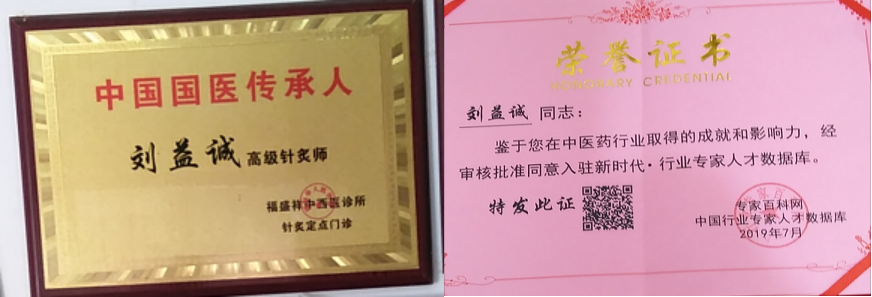 中国国医传承人
刘益诚 高级针灸师
福盛祥中西医诊所
针灸定点门诊
荣誉证书
HONORARY CREDENTIAL
刘益诚 同志：
鉴于您在中医药行业取得的成就和影响力，经
审核批准同意入驻新时代·行业专家人才数据库。
特发此证
专家百科网
中国行业专家人才数据库
2019年7月